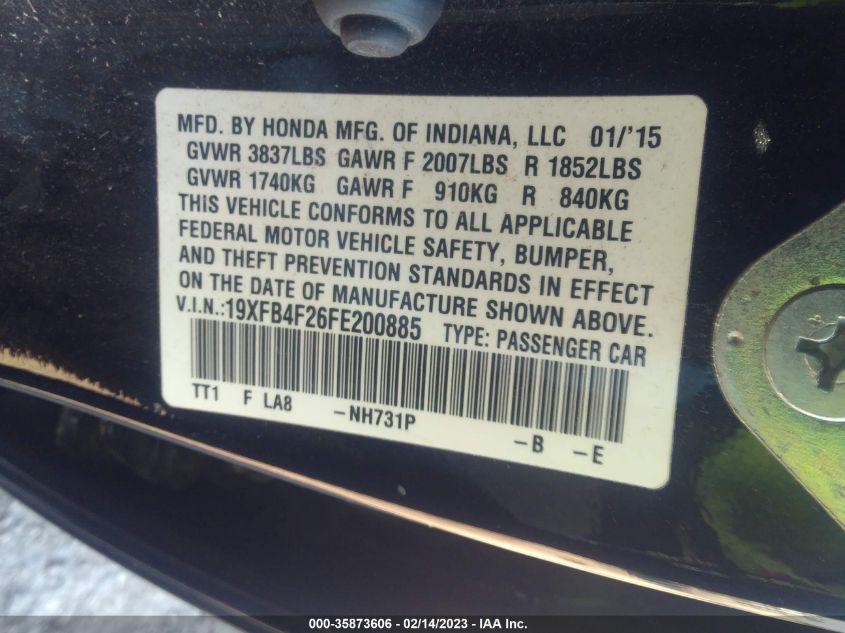 MFD. BY HONDA MFG. OF INDIANA, LLC 01/'15
GVWR 3837LBS GAWR F 2007LBS R 1852LBS
GVWR 1740KG GAWR F 910KG R 840KG
THIS VEHICLE CONFORMS TO ALL APPLICABLE
FEDERAL MOTOR VEHICLE SAFETY, BUMPER,
AND THEFT PREVENTION STANDARDS IN EFFECT
ON THE DATE OF MANUFACTURE SHOWN ABOVE.
V.I.N.:19XFB4F26FE200885 TYPE: PASSENGER CAR
TT1 F LA8 -NH731P -B -E
000-35873606 — 02/14/2023 — IAA Inc.